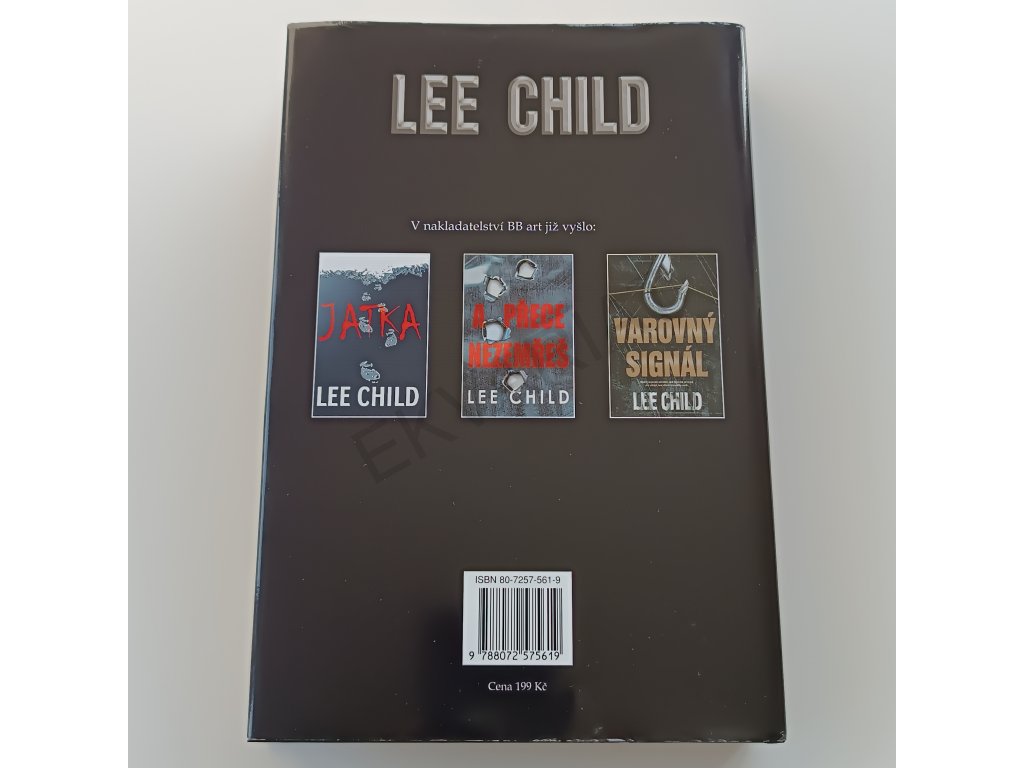 LEE CHILD
V nakladatelství BB art již vyšlo:
JATKA
LEE CHILD
A PŘECE
NEZEMŘEŠ
LEE CHILD
VAROVNÝ
SIGNÁL
LEE CHILD
ISBN 80-7257-561-9
9 788072 575619
Cena 199 Kč